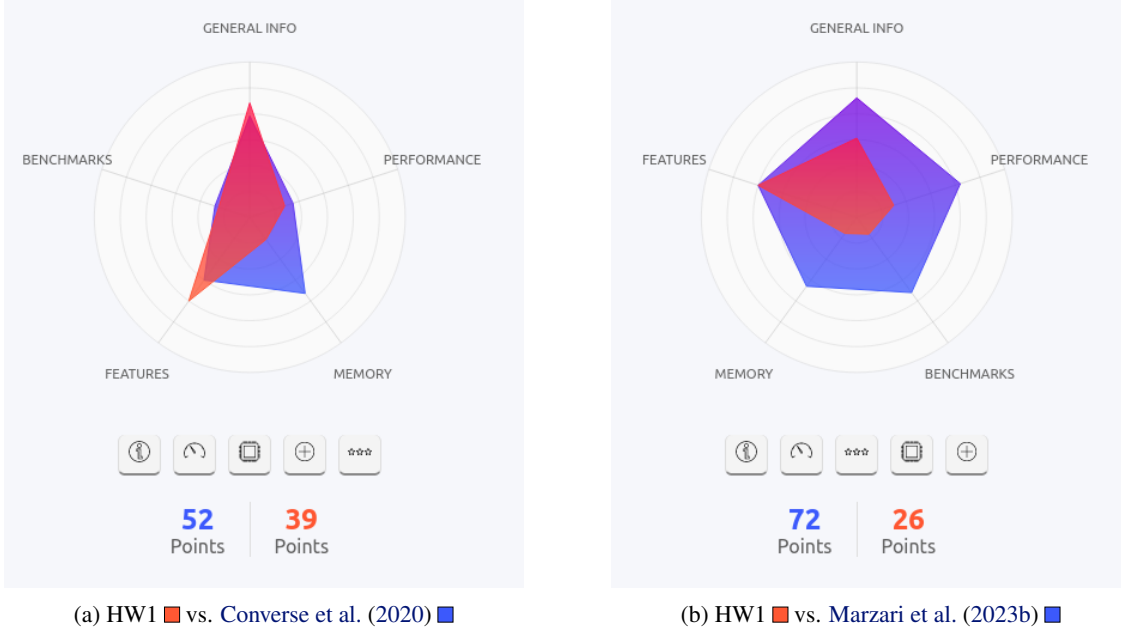 GENERAL INFO
BENCHMARKS
PERFORMANCE
FEATURES
MEMORY
52
39
Points
Points
(a) HW1 vs. Converse et al. (2020)
GENERAL INFO
FEATURES
PERFORMANCE
MEMORY
BENCHMARKS
72
26
Points
Points
(b) HW1 vs. Marzari et al. (2023b)